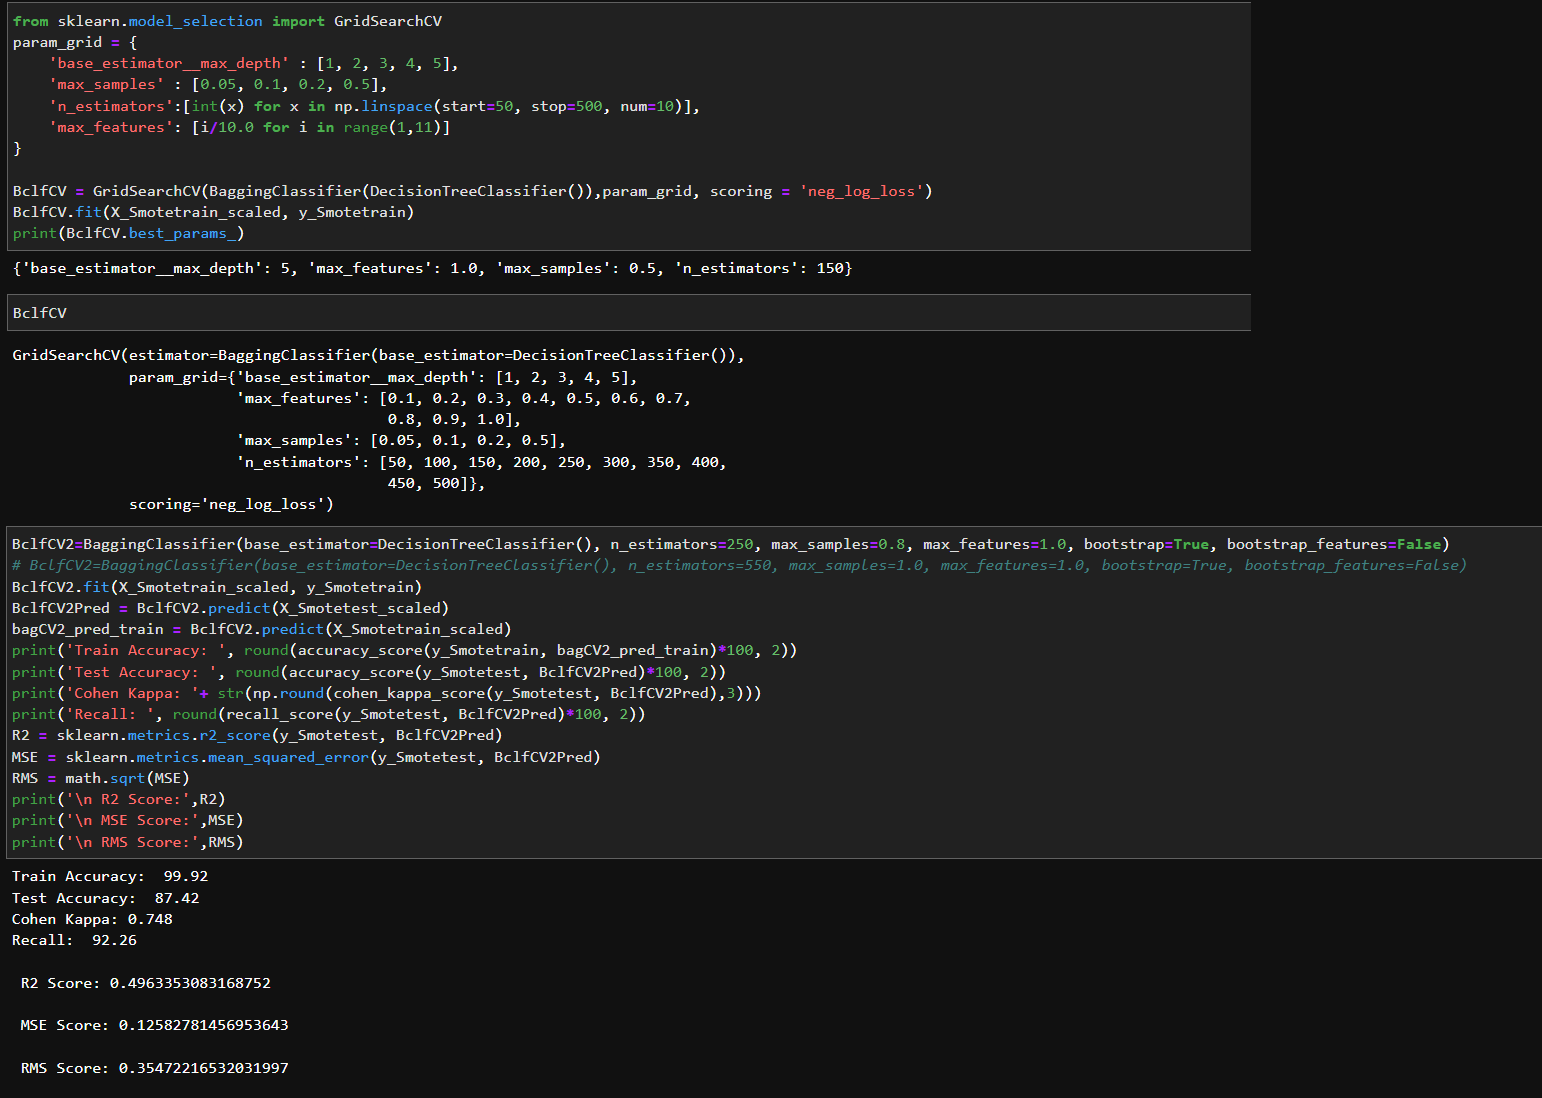 from sklearn.model_selection import GridSearchCV
param_grid = {
    'base_estimator__max_depth' : [1, 2, 3, 4, 5],
    'max_samples' : [0.05, 0.1, 0.2, 0.5],
    'n_estimators':[int(x) for x in np.linspace(start=50, stop=500, num=10)],
    'max_features': [i/10.0 for i in range(1,11)]
}
BclfCV = GridSearchCV(BaggingClassifier(DecisionTreeClassifier()),param_grid, scoring = 'neg_log_loss')
BclfCV.fit(X_Smotetrain_scaled, y_Smotetrain)
print(BclfCV.best_params_)
{'base_estimator__max_depth': 5, 'max_features': 1.0, 'max_samples': 0.5, 'n_estimators': 150}
BclfCV
GridSearchCV(estimator=BaggingClassifier(base_estimator=DecisionTreeClassifier()),
             param_grid={'base_estimator__max_depth': [1, 2, 3, 4, 5],
                         'max_features': [0.1, 0.2, 0.3, 0.4, 0.5, 0.6, 0.7,
                                          0.8, 0.9, 1.0],
                         'max_samples': [0.05, 0.1, 0.2, 0.5],
                         'n_estimators': [50, 100, 150, 200, 250, 300, 350, 400,
                                          450, 500]},
             scoring='neg_log_loss')
BclfCV2=BaggingClassifier(base_estimator=DecisionTreeClassifier(), n_estimators=250, max_samples=0.8, max_features=1.0, bootstrap=True, bootstrap_features=False)
# BclfCV2=BaggingClassifier(base_estimator=DecisionTreeClassifier(), n_estimators=550, max_samples=1.0, max_features=1.0, bootstrap=True, bootstrap_features=False)
BclfCV2.fit(X_Smotetrain_scaled, y_Smotetrain)
BclfCV2Pred = BclfCV2.predict(X_Smotetest_scaled)
bagCV2_pred_train = BclfCV2.predict(X_Smotetrain_scaled)
print('Train Accuracy: ', round(accuracy_score(y_Smotetrain, bagCV2_pred_train)*100, 2))
print('Test Accuracy: ', round(accuracy_score(y_Smotetest, BclfCV2Pred)*100, 2))
print('Cohen Kappa: '+ str(np.round(cohen_kappa_score(y_Smotetest, BclfCV2Pred),3)))
print('Recall: ', round(recall_score(y_Smotetest, BclfCV2Pred)*100, 2))
R2 = sklearn.metrics.r2_score(y_Smotetest, BclfCV2Pred)
MSE = sklearn.metrics.mean_squared_error(y_Smotetest, BclfCV2Pred)
RMS = math.sqrt(MSE)
print('\n R2 Score:',R2)
print('\n MSE Score:',MSE)
print('\n RMS Score:',RMS)
Train Accuracy:  99.92
Test Accuracy:  87.42
Cohen Kappa: 0.748
Recall:  92.26
 R2 Score: 0.4963353083168752
 MSE Score: 0.12582781456953643
 RMS Score: 0.35472216532031997